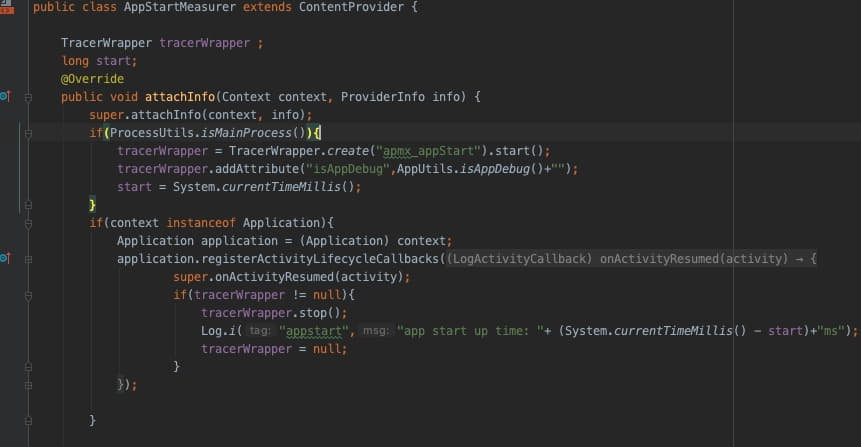 public class AppStartMeasurer extends ContentProvider {
TracerWrapper tracerWrapper ;
long start;
@Override
public void attachInfo(Context context, ProviderInfo info) {
super.attachInfo(context, info);
if(ProcessUtils.isMainProcess()){
tracerWrapper = TracerWrapper.create("apmx_appStart").start();
tracerWrapper.addAttribute("isAppDebug",AppUtils.isAppDebug()+"");
start = System.currentTimeMillis();
}
if(context instanceof Application){
Application application = (Application) context;
application.registerActivityLifecycleCallbacks((LogActivityCallback) onActivityResumed(activity) → {
super.onActivityResumed(activity);
if(tracerWrapper != null){
tracerWrapper.stop();
Log.i( tag: "appstart", msg: "app start up time: "+ (System.currentTimeMillis() - start)+"ms");
tracerWrapper = null;
}
});
}